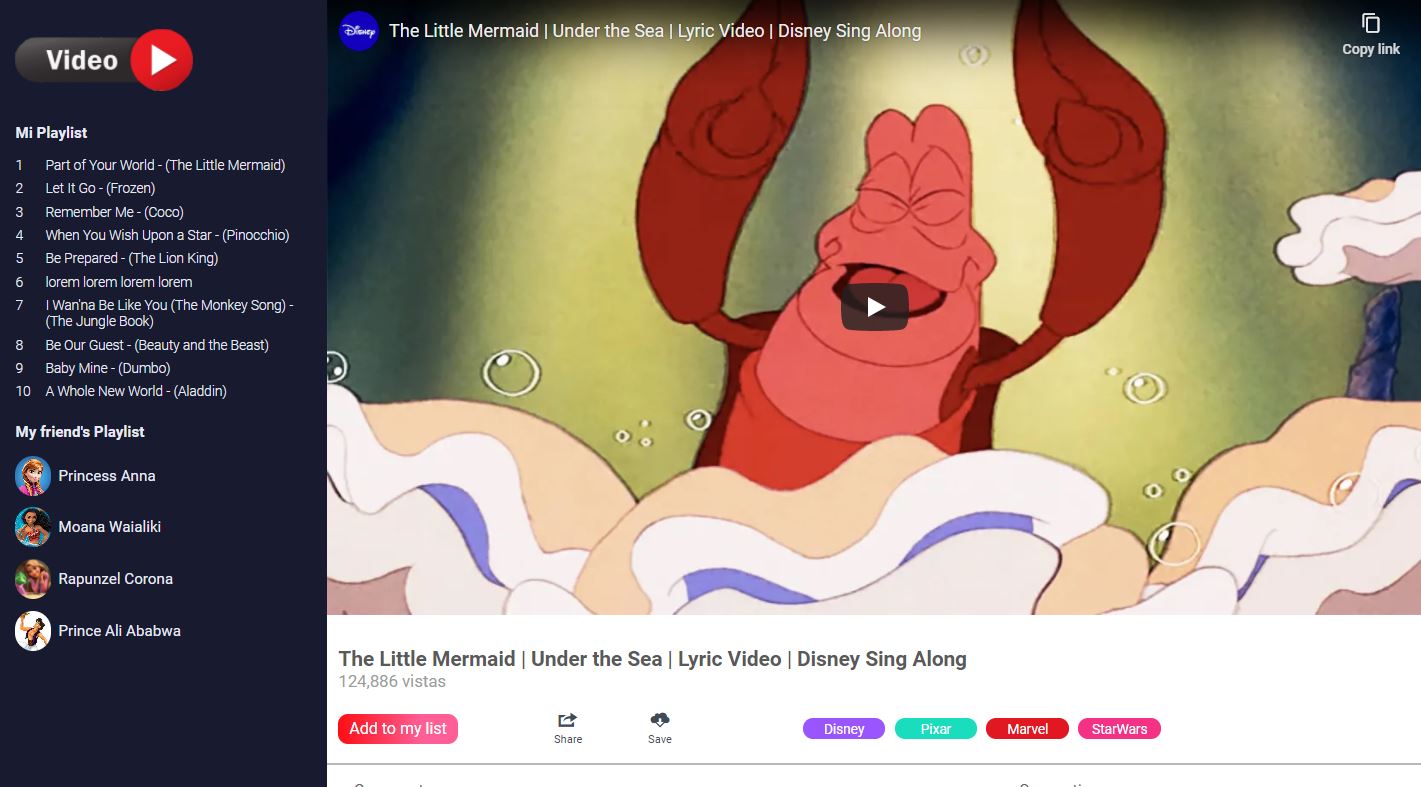 Video
Mi Playlist
1 Part of Your World - (The Little Mermaid)
2 Let It Go - (Frozen)
3 Remember Me - (Coco)
4 When You Wish Upon a Star - (Pinocchio)
5 Be Prepared - (The Lion King)
6 lorem lorem lorem lorem
7 I Wan'na Be Like You (The Monkey Song) -
(The Jungle Book)
8 Be Our Guest - (Beauty and the Beast)
9 Baby Mine - (Dumbo)
10 A Whole New World - (Aladdin)
My friend's Playlist
Princess Anna
Moana Waialiki
Rapunzel Corona
Prince Ali Ababwa
Disney
The Little Mermaid | Under the Sea | Lyric Video | Disney Sing Along
Copy link
The Little Mermaid | Under the Sea | Lyric Video | Disney Sing Along
124,886 vistas
Add to my list
Share
Save
Disney
Pixar
Marvel
StarWars